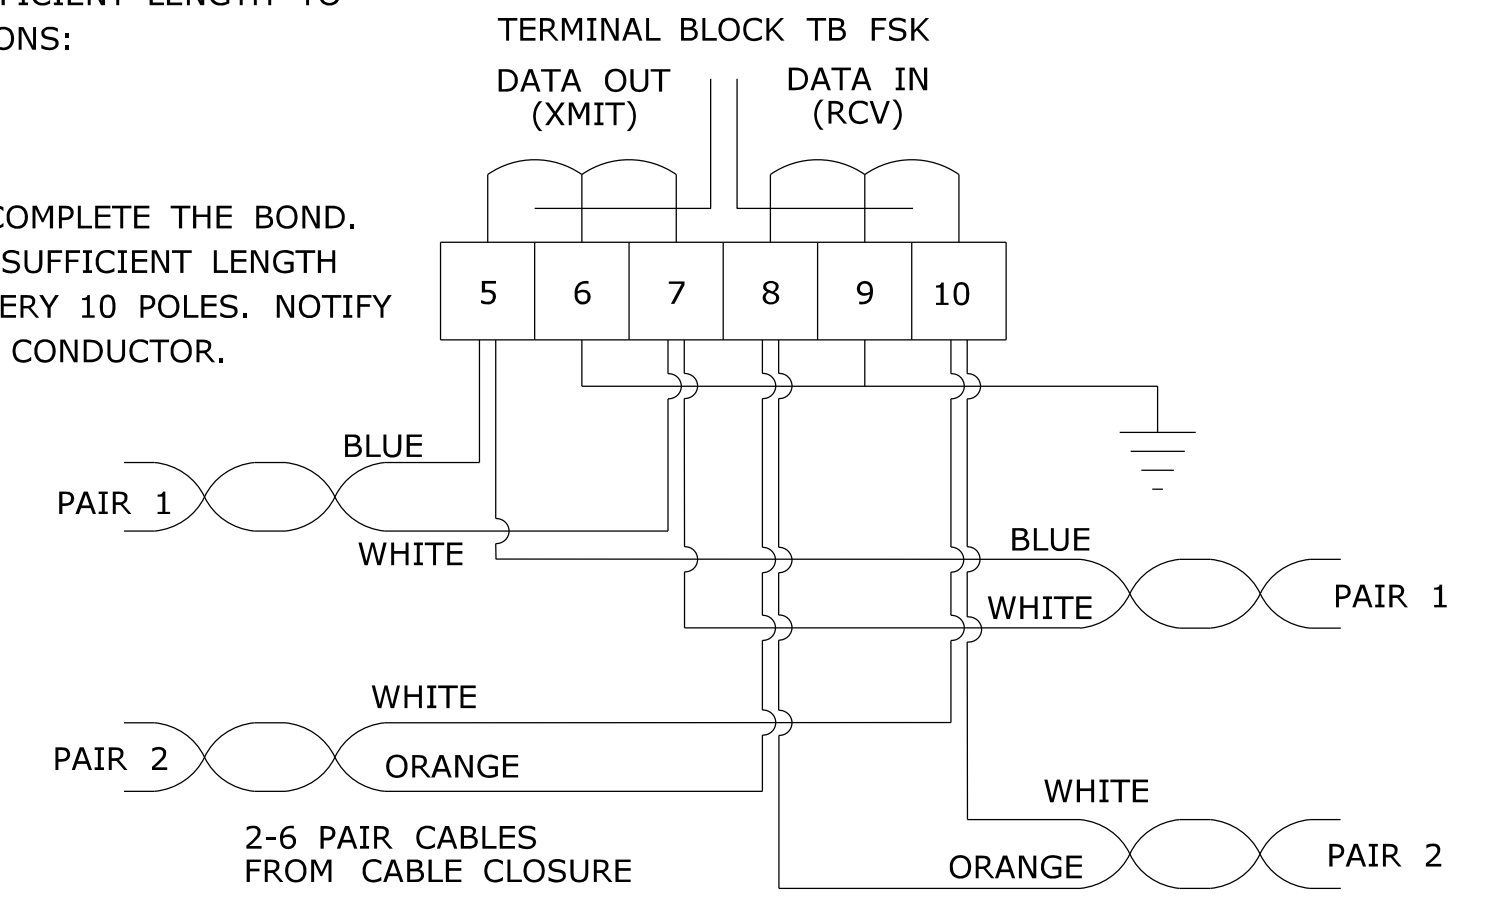 LENGTH TO
ONS:
COMPLETE THE BOND.
SUFFICIENT LENGTH
ERY 10 POLES. NOTIFY
CONDUCTOR.
TERMINAL BLOCK TB FSK
DATA OUT
(XMIT)
DATA IN
(RCV)
5 6 7 8 9 10
BLUE
PAIR 1
WHITE
BLUE
WHITE
PAIR 1
WHITE
PAIR 2
ORANGE
WHITE
ORANGE
PAIR 2
2-6 PAIR CABLES
FROM CABLE CLOSURE